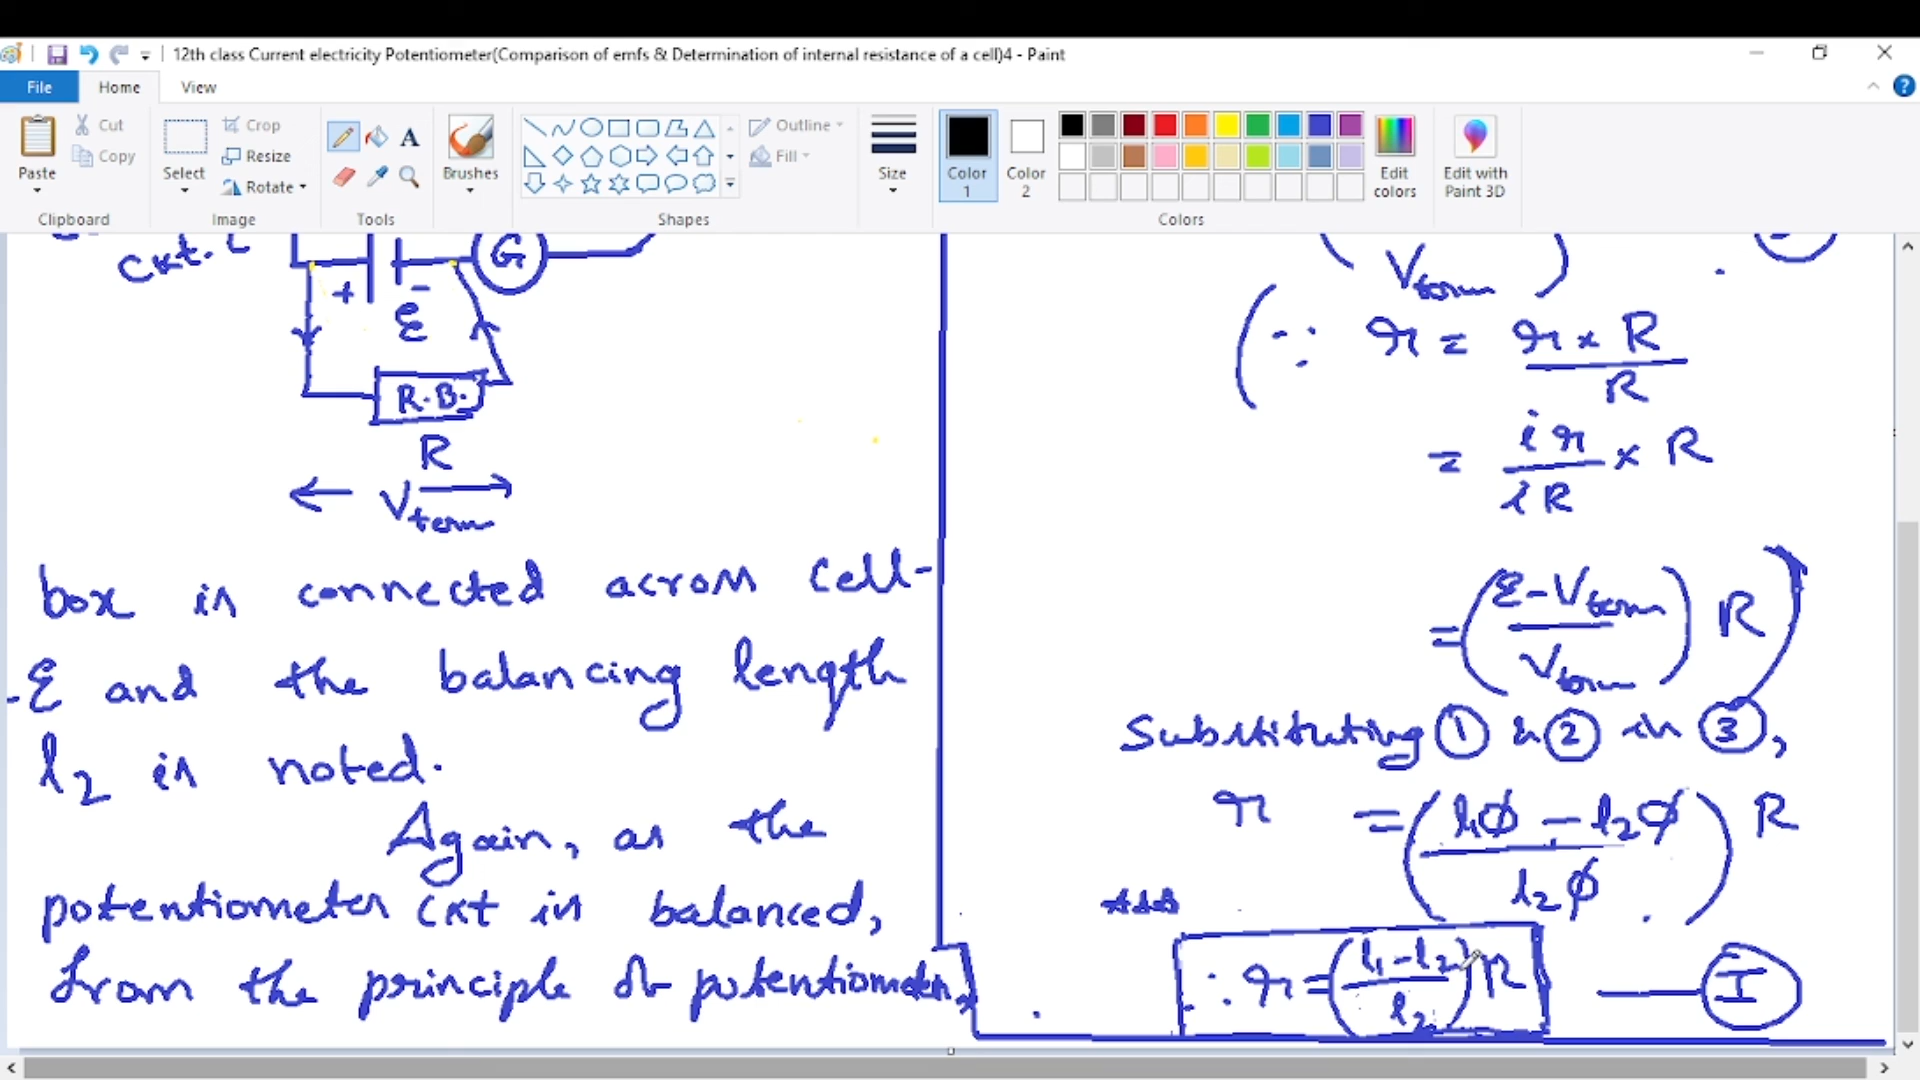 12th class Current electricity Potentiometer(Comparison of emfs & Determination of internal resistance of a cell)4 - Paint
File Home View
Paste
Cut
Copy
Clipboard
Select
Crop
Resize
Rotate
Image
A
Tools
Brushes
Outline
Fill
Shapes
Size
Color 1
Color 2
Colors
Edit colors
Edit with Paint 3D
ckt.
G
+ -
ε
R.B.
R
Vterm
box is connected across cell-
-ε and the balancing length
l2 is noted.
Again, as the
potentiometer ckt is balanced,
from the principle of potentiometer,
Vterm
(∵ r = r × R
R
= i r × R
i R
= (ε - Vterm) R)
Vterm
Substituting ① & ② in ③,
r = (l1ϕ - l2ϕ) R
l2ϕ
∴ r = (l1 - l2) R — I
l2